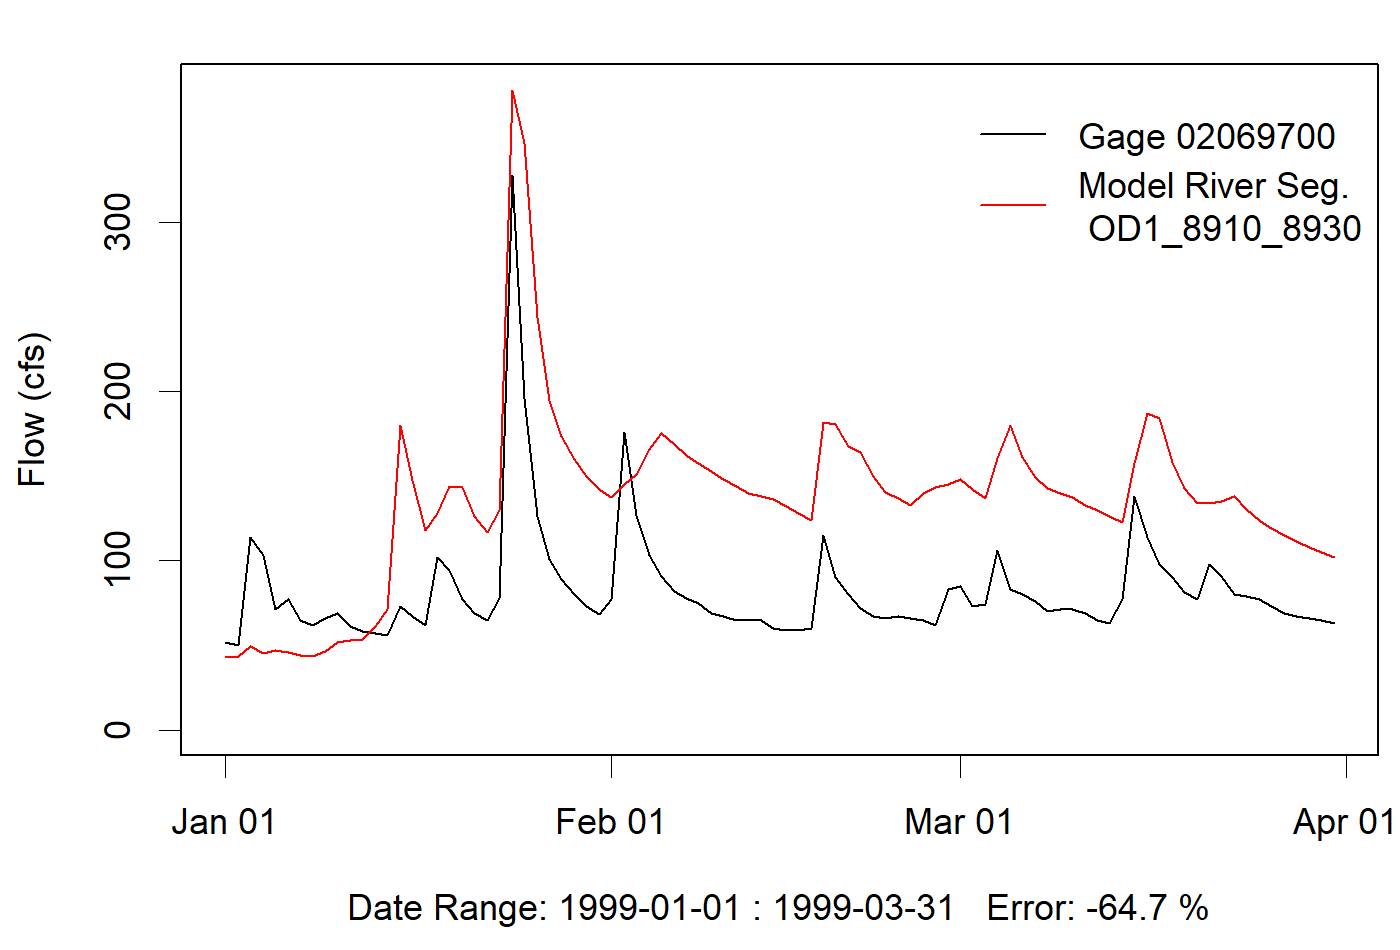 Gage 02069700
Model River Seg.
OD1_8910_8930
Flow (cfs)
300
200
100
0
Jan 01
Feb 01
Mar 01
Apr 01
Date Range: 1999-01-01 : 1999-03-31 Error: -64.7 %